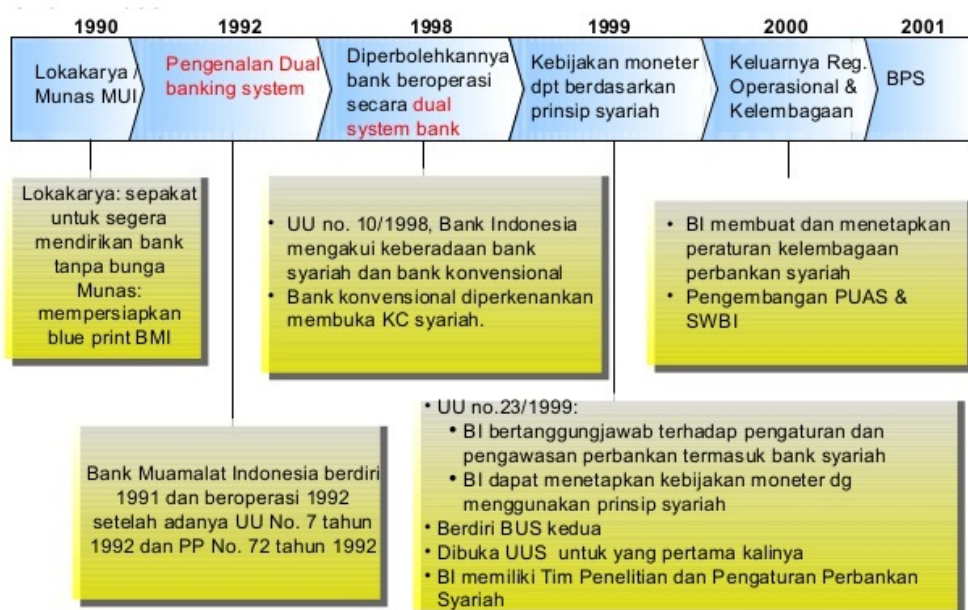 1990
1992
1998
1999
2000
2001
Lokakarya /
Munas MUI
Pengenalan Dual
banking system
Diperbolehkannya
bank beroperasi
secara dual
system bank
Kebijakan moneter
dpt berdasarkan
prinsip syariah
Keluarnya Reg.
Operasional &
Kelembagaan
BPS
Lokakarya: sepakat
untuk segera
mendirikan bank
tanpa bunga
Munas:
mempersiapkan
blue print BMI
• UU no. 10/1998, Bank Indonesia
mengakui keberadaan bank
syariah dan bank konvensional
• Bank konvensional diperkenankan
membuka KC syariah.
• BI membuat dan menetapkan
peraturan kelembagaan
perbankan syariah
• Pengembangan PUAS &
SWBI
Bank Muamalat Indonesia berdiri
1991 dan beroperasi 1992
setelah adanya UU No. 7 tahun
1992 dan PP No. 72 tahun 1992
• UU no.23/1999:
• BI bertanggungjawab terhadap pengaturan dan
pengawasan perbankan termasuk bank syariah
• BI dapat menetapkan kebijakan moneter dg
menggunakan prinsip syariah
• Berdiri BUS kedua
• Dibuka UUS untuk yang pertama kalinya
• BI memiliki Tim Penelitian dan Pengaturan Perbankan
Syariah